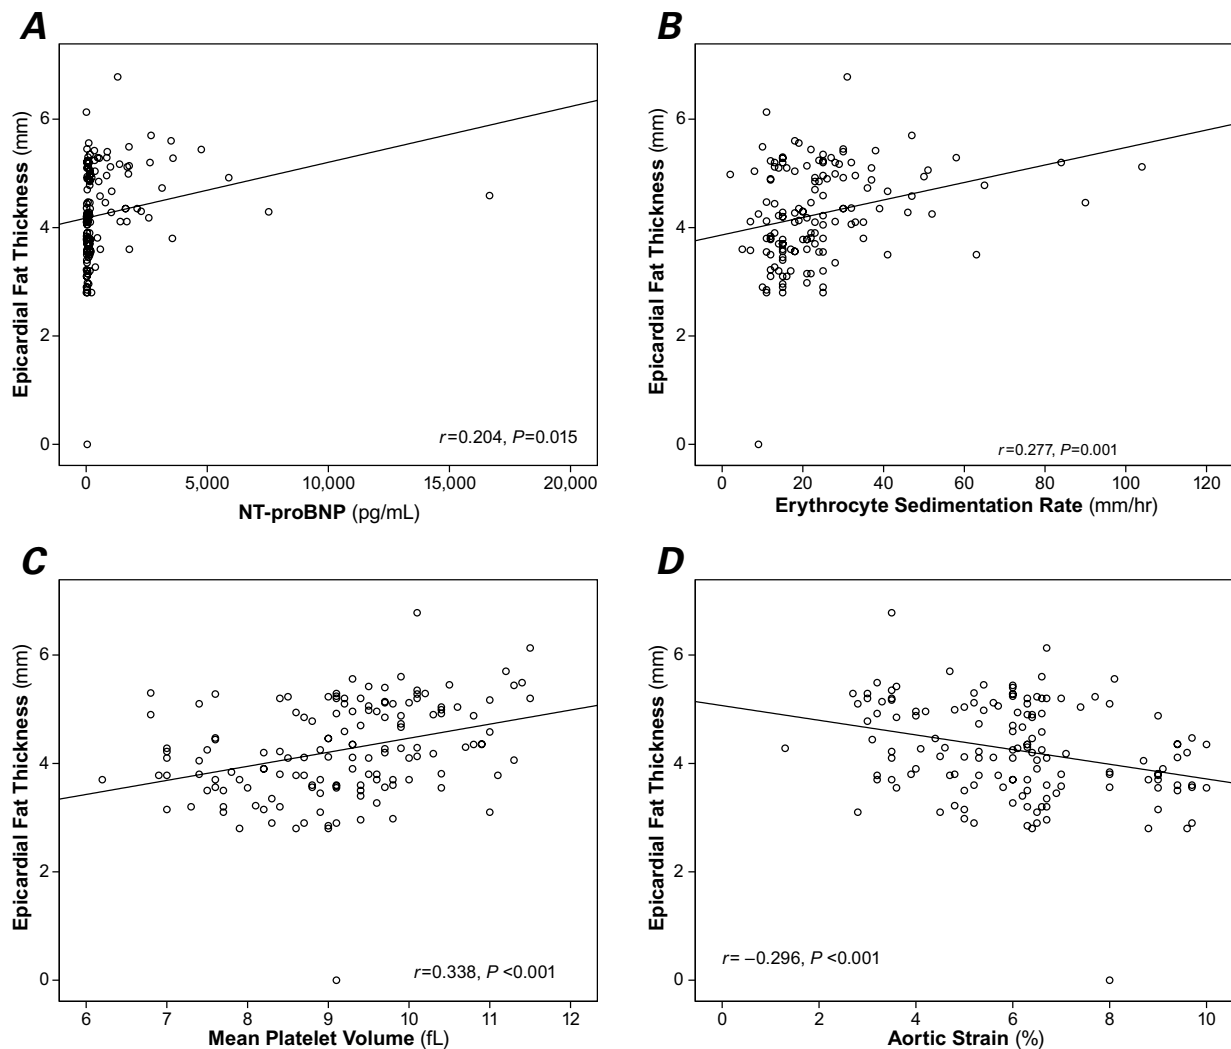 A
Epicardial Fat Thickness (mm)
6
4
2
0
r=0.204, P=0.015
0 5,000 10,000 15,000 20,000
NT-proBNP (pg/mL)
B
Epicardial Fat Thickness (mm)
6
4
2
0
r=0.277, P=0.001
0 20 40 60 80 100 120
Erythrocyte Sedimentation Rate (mm/hr)
C
Epicardial Fat Thickness (mm)
6
4
2
0
r=0.338, P <0.001
6 7 8 9 10 11 12
Mean Platelet Volume (fL)
D
Epicardial Fat Thickness (mm)
6
4
2
0
r= –0.296, P <0.001
0 2 4 6 8 10
Aortic Strain (%)